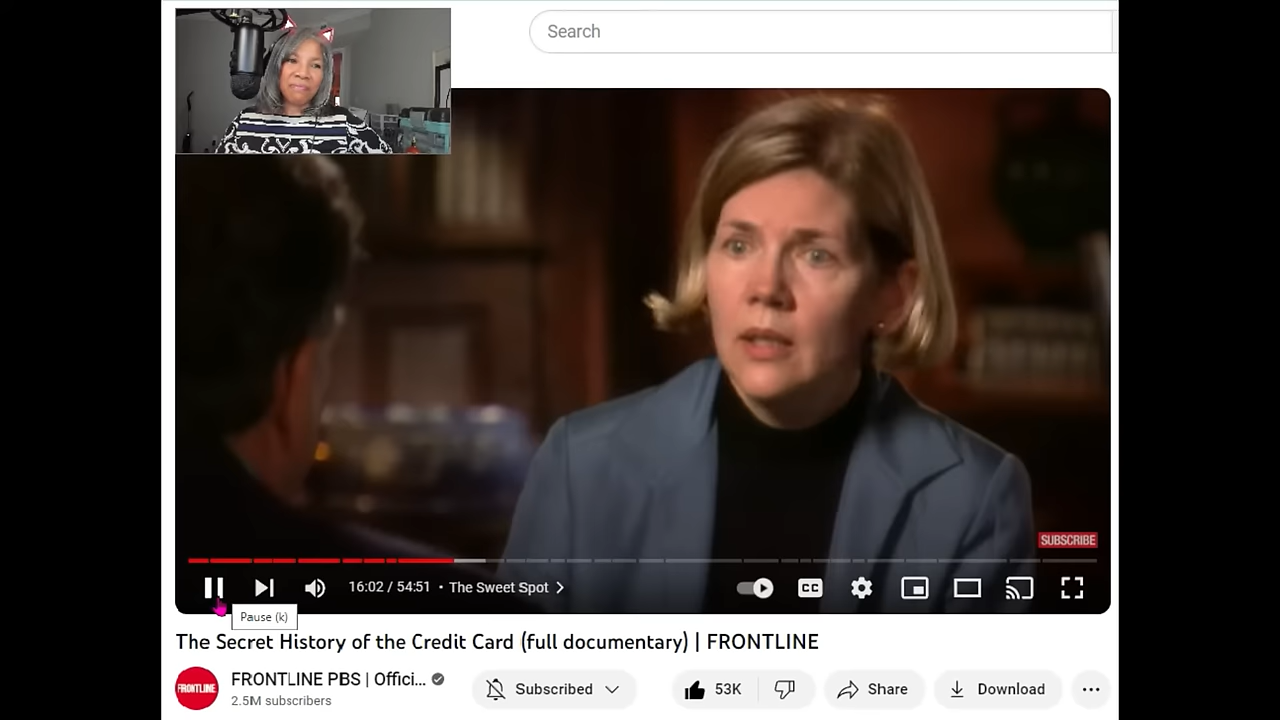 Search
SUBSCRIBE
16:02 / 54:51 • The Sweet Spot
Pause (k)
The Secret History of the Credit Card (full documentary) | FRONTLINE
FRONTLINE
FRONTLINE PBS | Offici...
2.5M subscribers
Subscribed
53K
Share
Download
CC